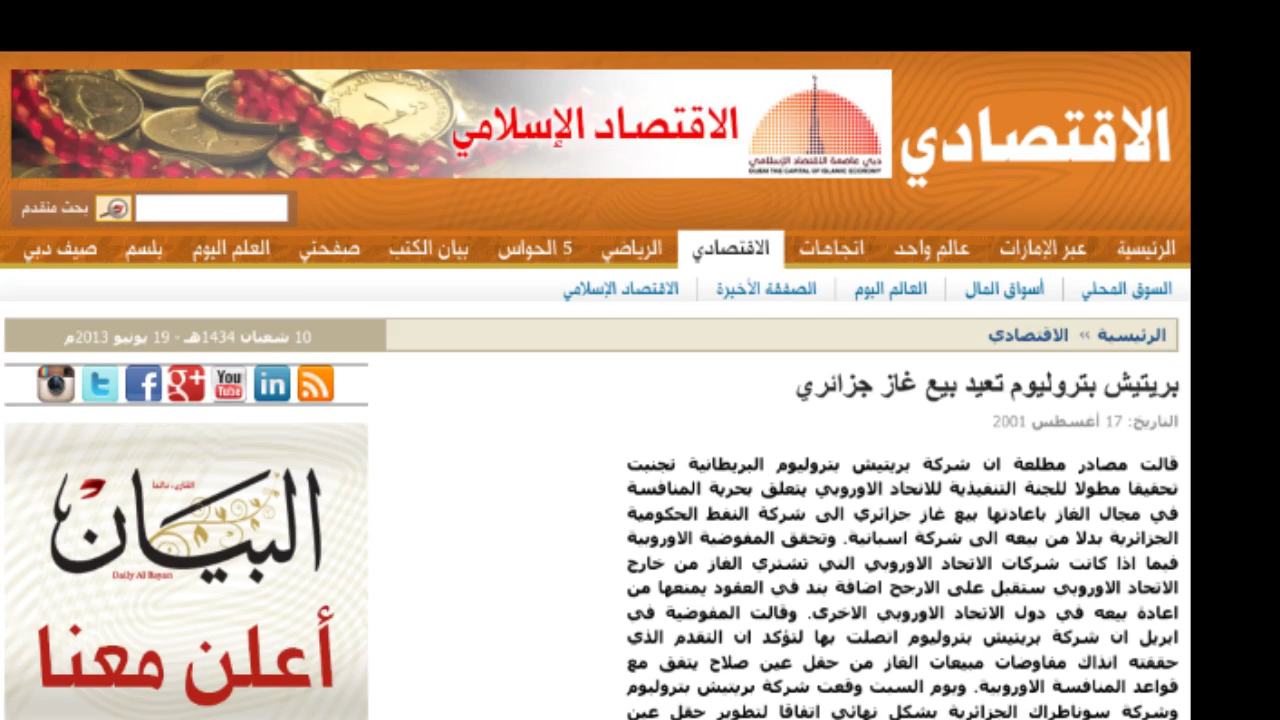 الاقتصادي
الاقتصاد الإسلامي
دبي عاصمة الاقتصاد الإسلامي
DUBAI THE CAPITAL OF ISLAMIC ECONOMY
بحث متقدم
الرئيسية عبر الإمارات عالم واحد اتجاهات الاقتصادي الرياضي 5 الحواس بيان الكتب صفحتي العلم اليوم بلسم صيف دبي
السوق المحلي أسواق المال العالم اليوم الصفقة الأخيرة الاقتصاد الإسلامي
الرئيسية » الاقتصادي
10 شعبان 1434هـ - 19 يونيو 2013م
You Tube
in
بريتيش بتروليوم تعيد بيع غاز جزائري
التاريخ: 17 أغسطس 2001
قالت مصادر مطلعة ان شركة بريتيش بتروليوم البريطانية تجنبت
تحقيقا مطولا للجنة التنفيذية للاتحاد الاوروبي يتعلق بحرية المنافسة
في مجال الغاز باعادتها بيع غاز جزائري الى شركة النفط الحكومية
الجزائرية بدلا من بيعه الى شركة اسبانية. وتحقق المفوضية الاوروبية
فيما اذا كانت شركات الاتحاد الاوروبي التي تشتري الغاز من خارج
الاتحاد الاوروبي ستقبل على الارجح اضافة بند في العقود يمنعها من
اعادة بيعه في دول الاتحاد الاوروبي الاخرى. وقالت المفوضية في
ابريل ان شركة بريتيش بتروليوم اتصلت بها لتؤكد ان التقدم الذي
حققته انذاك مفاوضات مبيعات الغاز من حقل عين صلاح يتفق مع
قواعد المنافسة الاوروبية. ويوم السبت وقعت شركة بريتيش بتروليوم
وشركة سوناطراك الجزائرية بشكل نهائي اتفاقا لتطوير حقل عين
القارئ دائما
البيان
Daily Al Bayan
أعلن معنا